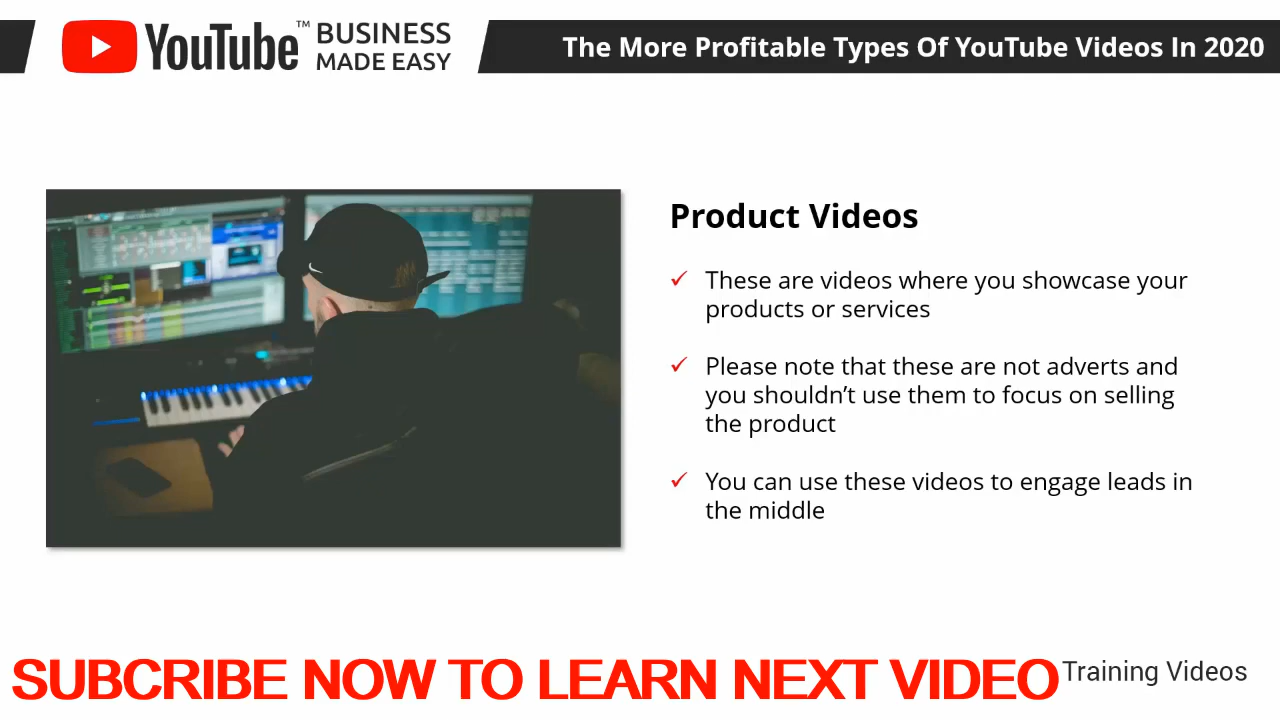 YouTube™ BUSINESS
MADE EASY
The More Profitable Types Of YouTube Videos In 2020
Product Videos
✓ These are videos where you showcase your
products or services
✓ Please note that these are not adverts and
you shouldn’t use them to focus on selling
the product
✓ You can use these videos to engage leads in
the middle
SUBCRIBE NOW TO LEARN NEXT VIDEO Training Videos